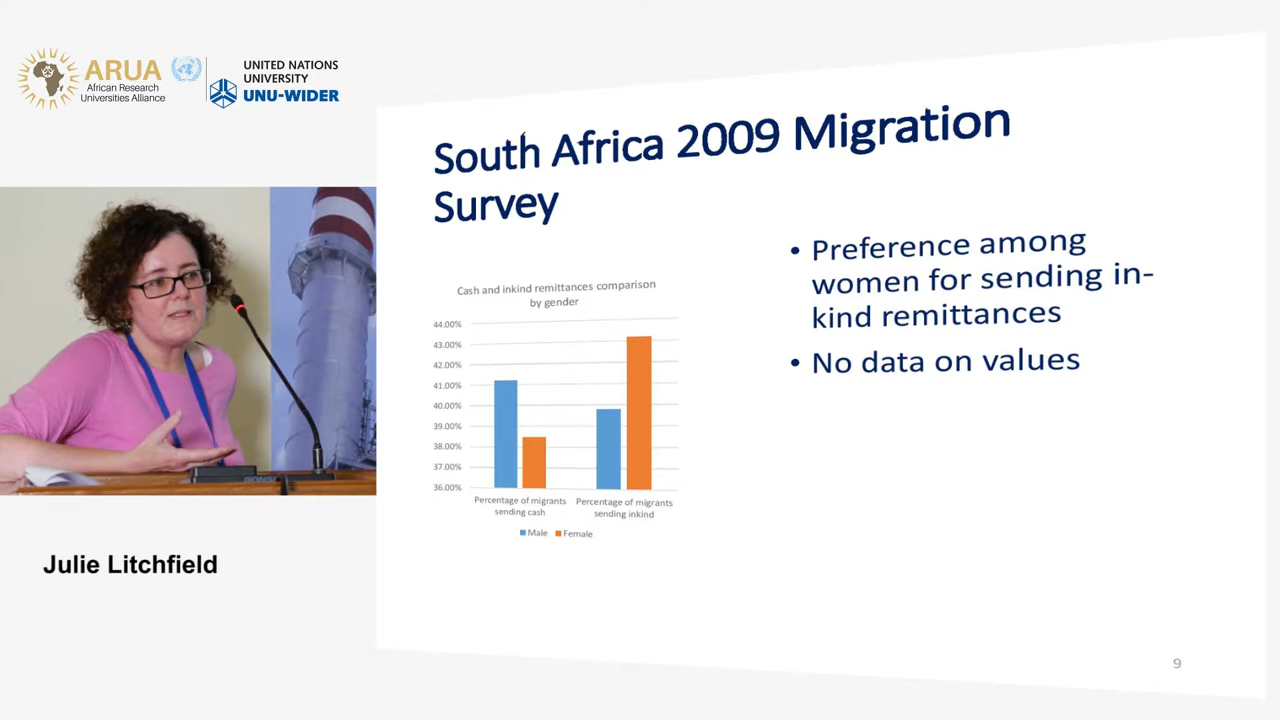 ARUA
African Research
Universities Alliance
UNITED NATIONS
UNIVERSITY
UNU-WIDER
South Africa 2009 Migration
Survey
Cash and inkind remittances comparison
by gender
44.00%
43.00%
42.00%
41.00%
40.00%
39.00%
38.00%
37.00%
36.00%
Percentage of migrants
sending cash
Percentage of migrants
sending inkind
Male Female
• Preference among
women for sending in-
kind remittances
• No data on values
GONSIN
Julie Litchfield
9